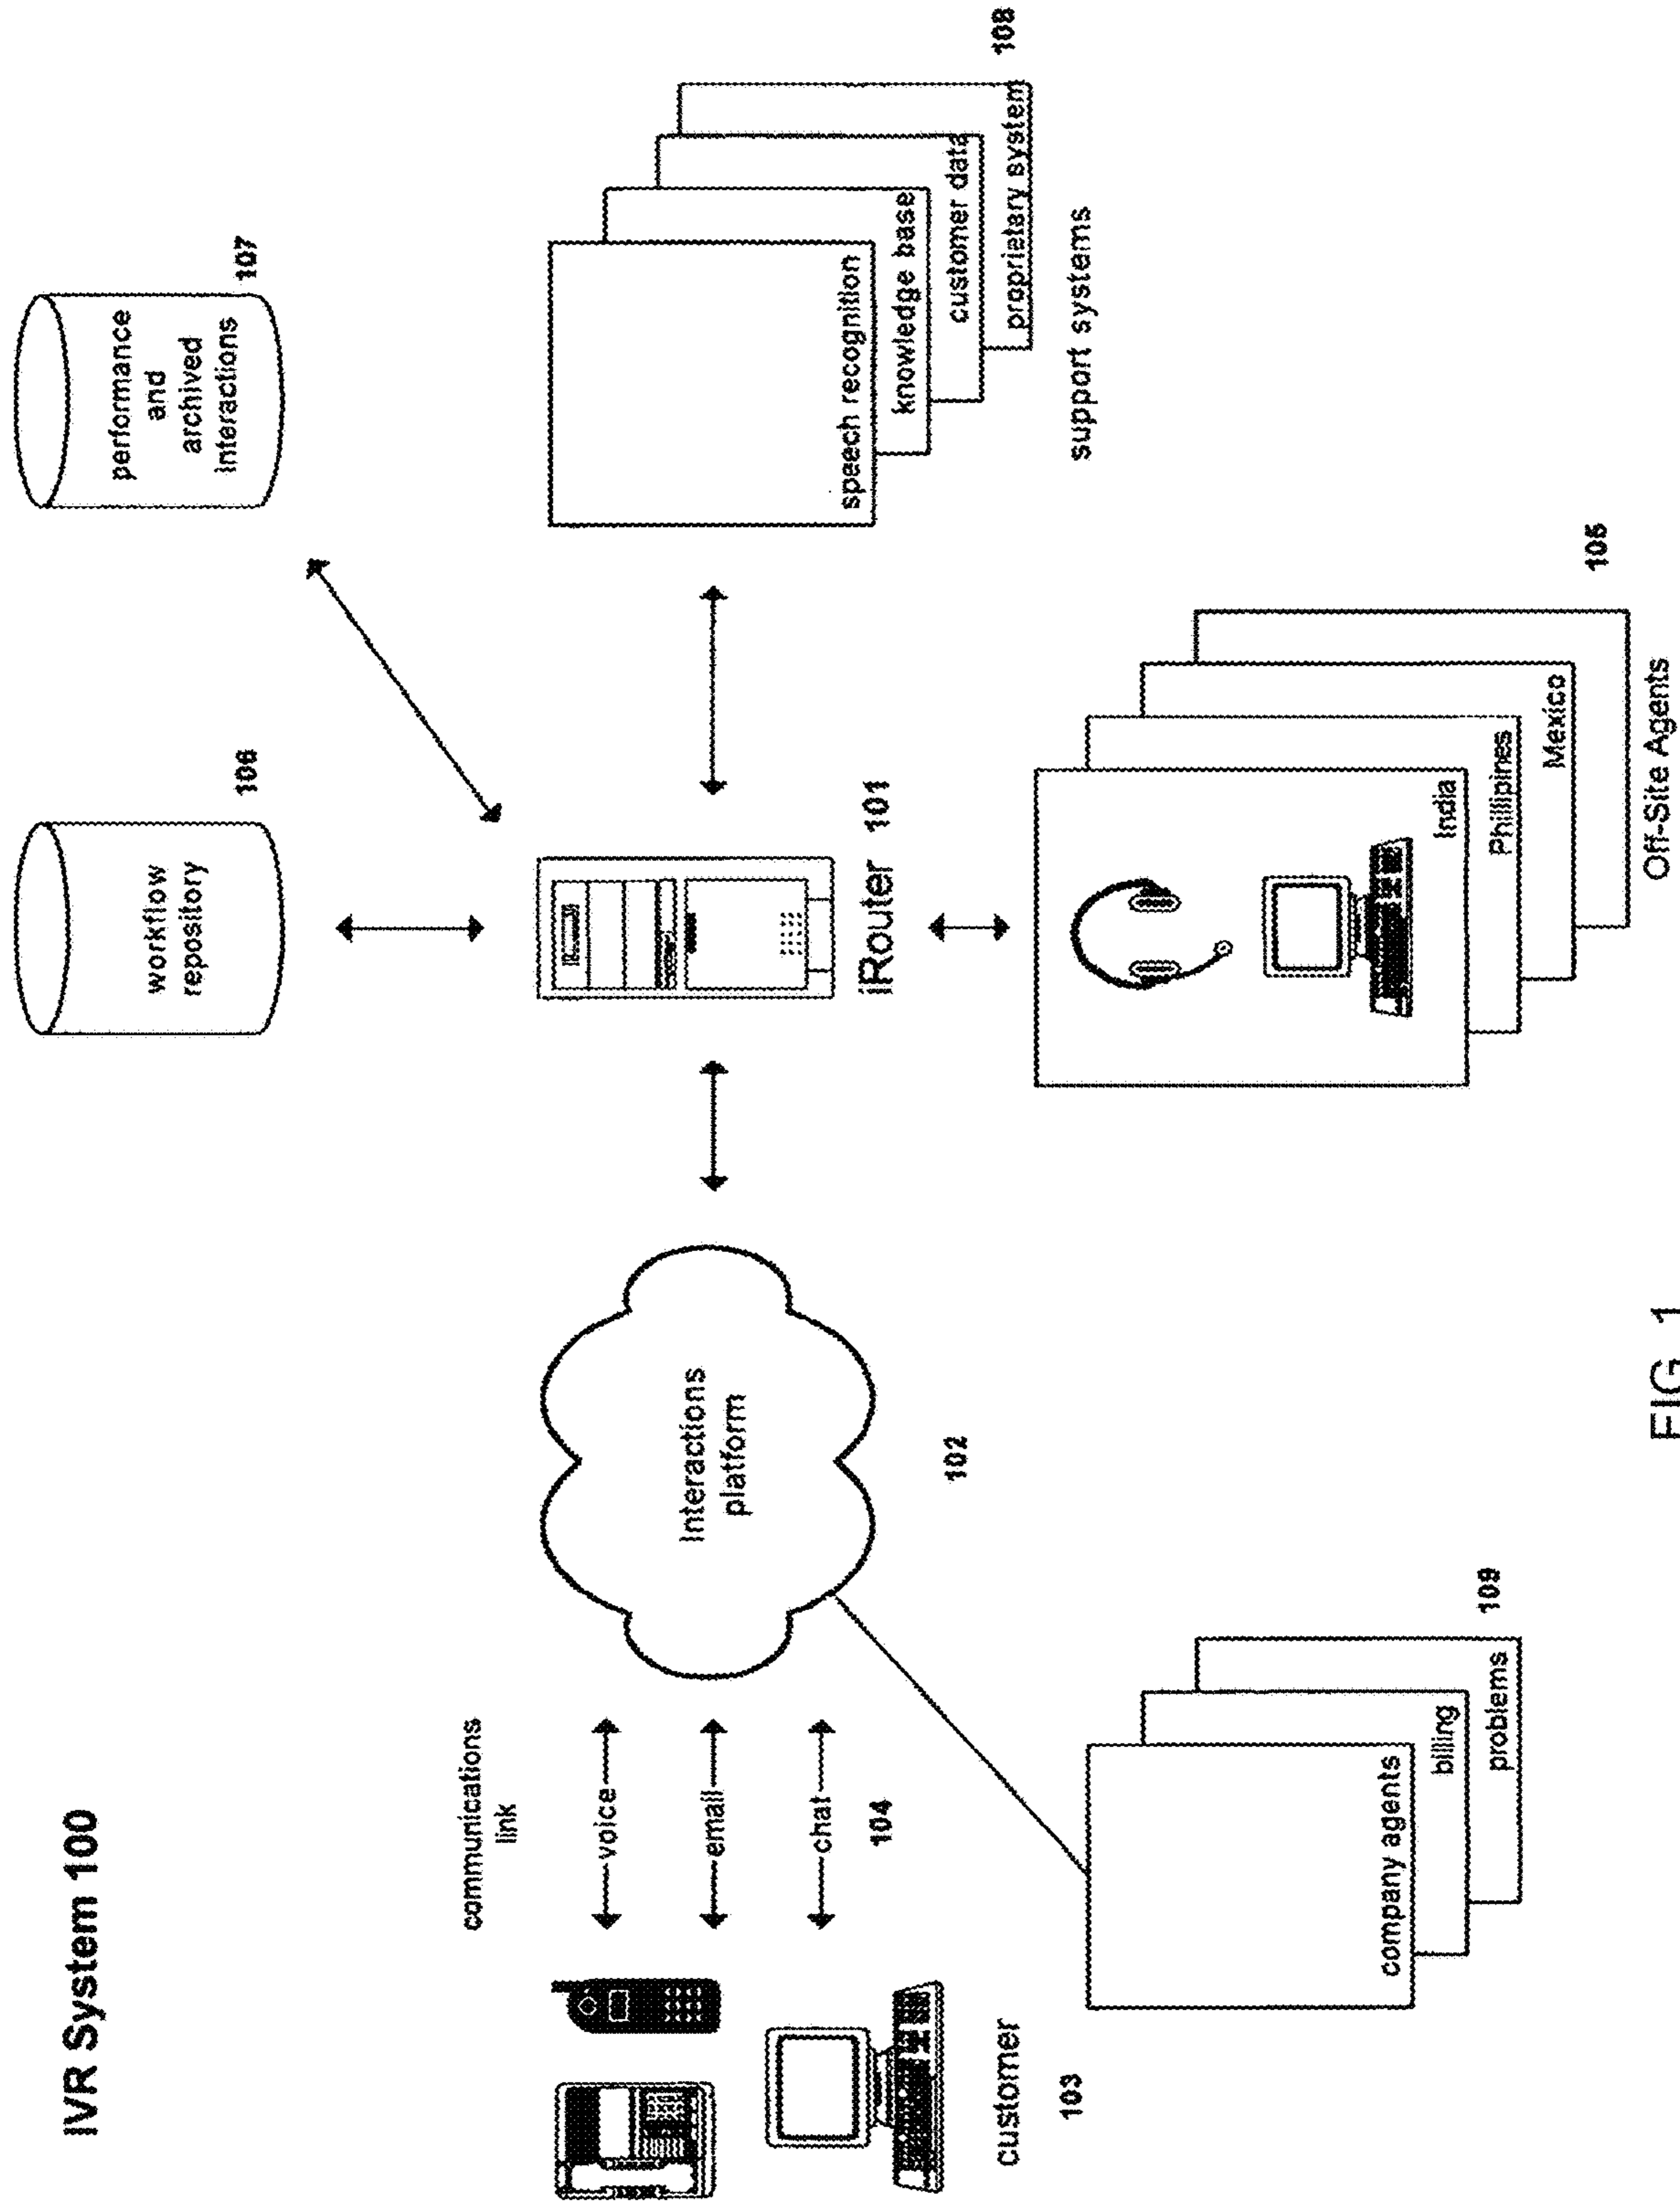 IVR System 100
workflow
repository
106
performance
and
archived
interactions
107
communications
link
voice
email
chat
104
customer
103
Interactions
platform
102
iRouter 101
speech recognition
knowledge base
customer data
proprietary system
108
support systems
company agents
billing
problems
109
India
Phillipines
Mexico
105
Off-Site Agents
FIG. 1